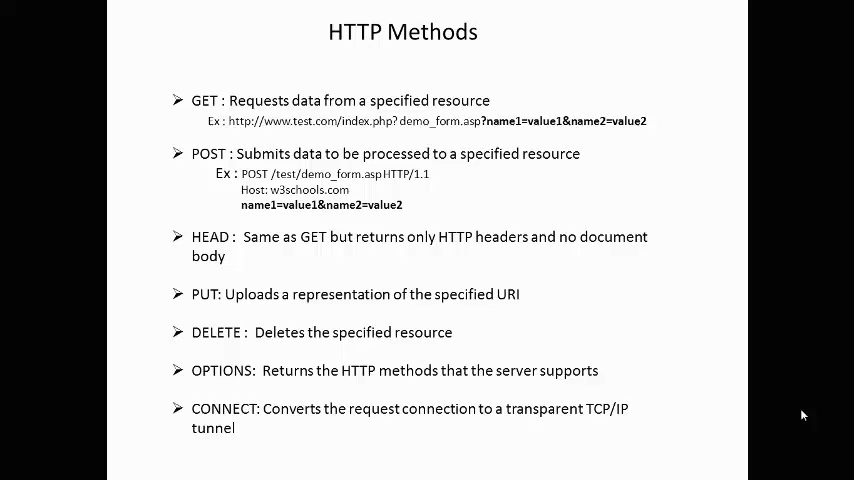 HTTP Methods
➢ GET : Requests data from a specified resource
Ex : http://www.test.com/index.php? demo_form.asp?name1=value1&name2=value2
➢ POST : Submits data to be processed to a specified resource
Ex : POST /test/demo_form.asp HTTP/1.1
Host: w3schools.com
name1=value1&name2=value2
➢ HEAD : Same as GET but returns only HTTP headers and no document
body
➢ PUT: Uploads a representation of the specified URI
➢ DELETE : Deletes the specified resource
➢ OPTIONS: Returns the HTTP methods that the server supports
➢ CONNECT: Converts the request connection to a transparent TCP/IP
tunnel